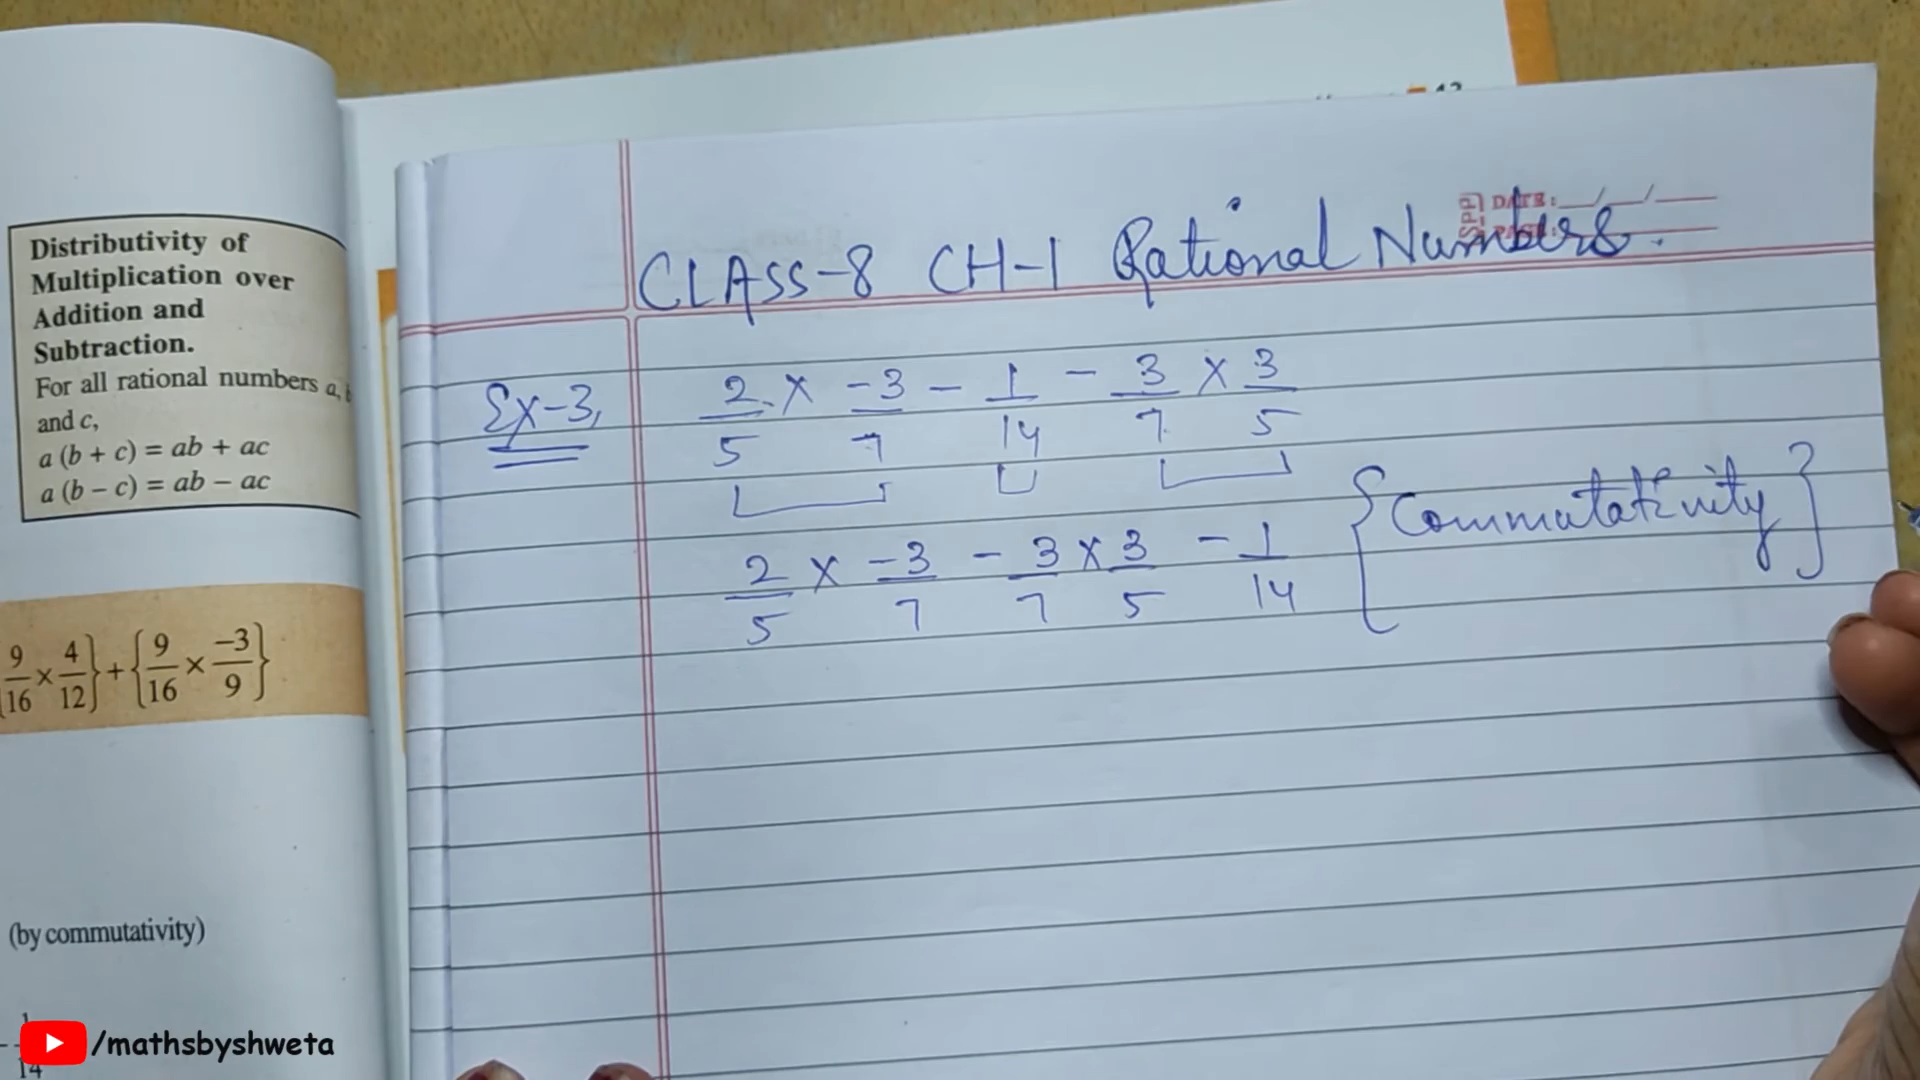 Distributivity of
Multiplication over
Addition and
Subtraction.
For all rational numbers a, b
and c,
a (b + c) = ab + ac
a (b – c) = ab – ac
9/16 × 4/12} + {9/16 × –3/9}
(by commutativity)
14
/mathsbyshweta
DATE:
PAGE:
CLASS-8 CH-1 Rational Numbers.
Ex-3, 2/5 × -3/7 - 1/14 - 3/7 × 3/5
2/5 × -3/7 - 3/7 × 3/5 - 1/14 {Commutativity}